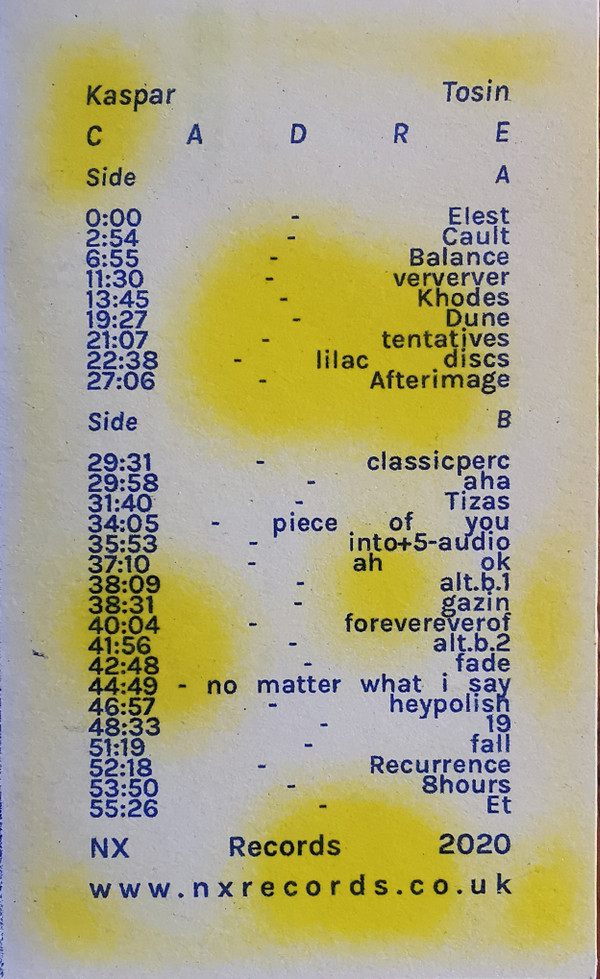 Kaspar Tosin
C A D R E
Side A
0:00 - Elest
2:54 - Cault
6:55 - Balance
11:30 - ververver
13:45 - Khodes
19:27 - Dune
21:07 - tentatives
22:38 - lilac discs
27:06 - Afterimage
Side B
29:31 - classicperc
29:58 - aha
31:40 - Tizas
34:05 - piece of you
35:53 - into+5-audio
37:10 - ah ok
38:09 - alt.b.1
38:31 - gazin
40:04 - forevereverof
41:56 - alt.b.2
42:48 - fade
44:49 - no matter what i say
46:57 - heypolish
48:33 - 19
51:19 - fall
52:18 - Recurrence
53:50 - 8hours
55:26 - Et
NX Records 2020
www.nxrecords.co.uk